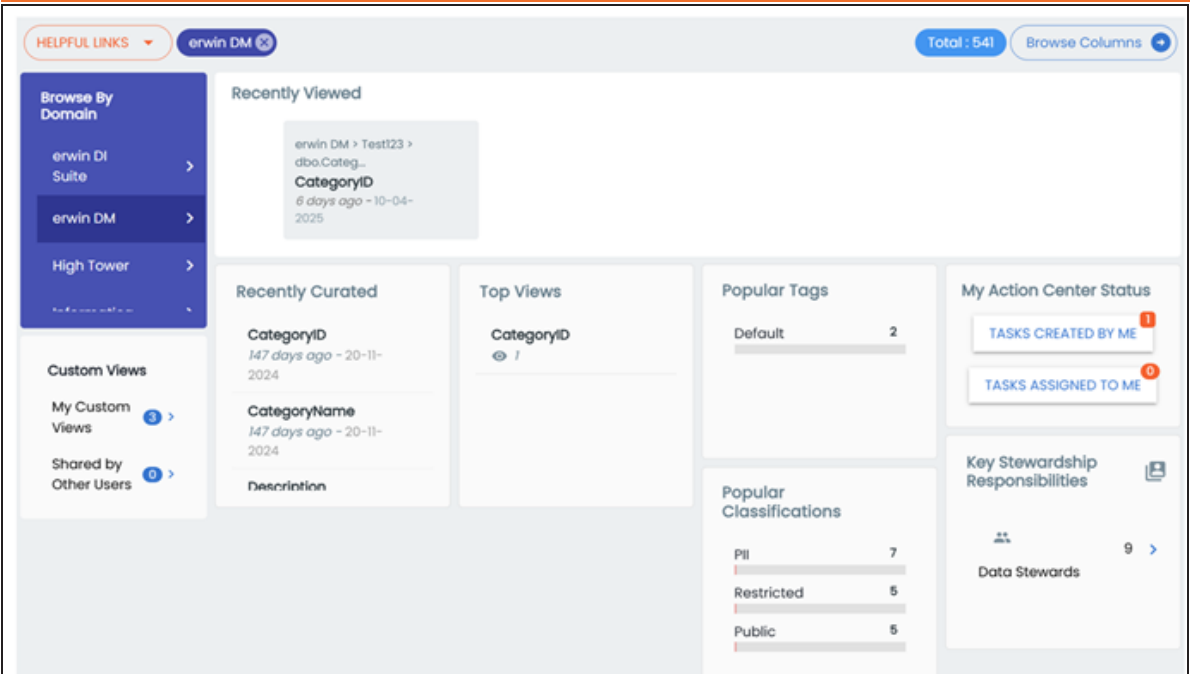 HELPFUL LINKS
erwin DM
Total : 541
Browse Columns
Browse By
Domain
erwin DI
Suite
erwin DM
High Tower
Custom Views
My Custom
Views
3
Shared by
Other Users
0
Recently Viewed
erwin DM > Test123 >
dbo.Categ...
CategoryID
6 days ago - 10-04-
2025
Recently Curated
CategoryID
147 days ago - 20-11-
2024
CategoryName
147 days ago - 20-11-
2024
Description
Top Views
CategoryID
1
Popular Tags
Default 2
Popular
Classifications
PII 7
Restricted 5
Public 5
My Action Center Status
TASKS CREATED BY ME
1
TASKS ASSIGNED TO ME
0
Key Stewardship
Responsibilities
9
Data Stewards